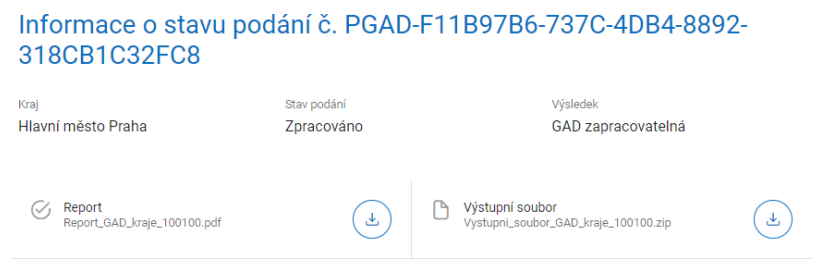 Informace o stavu podání č. PGAD-F11B97B6-737C-4DB4-8892-
318CB1C32FC8
Kraj
Hlavní město Praha
Stav podání
Zpracováno
Výsledek
GAD zapracovatelná
Report
Report_GAD_kraje_100100.pdf
Výstupní soubor
Vystupni_soubor_GAD_kraje_100100.zip